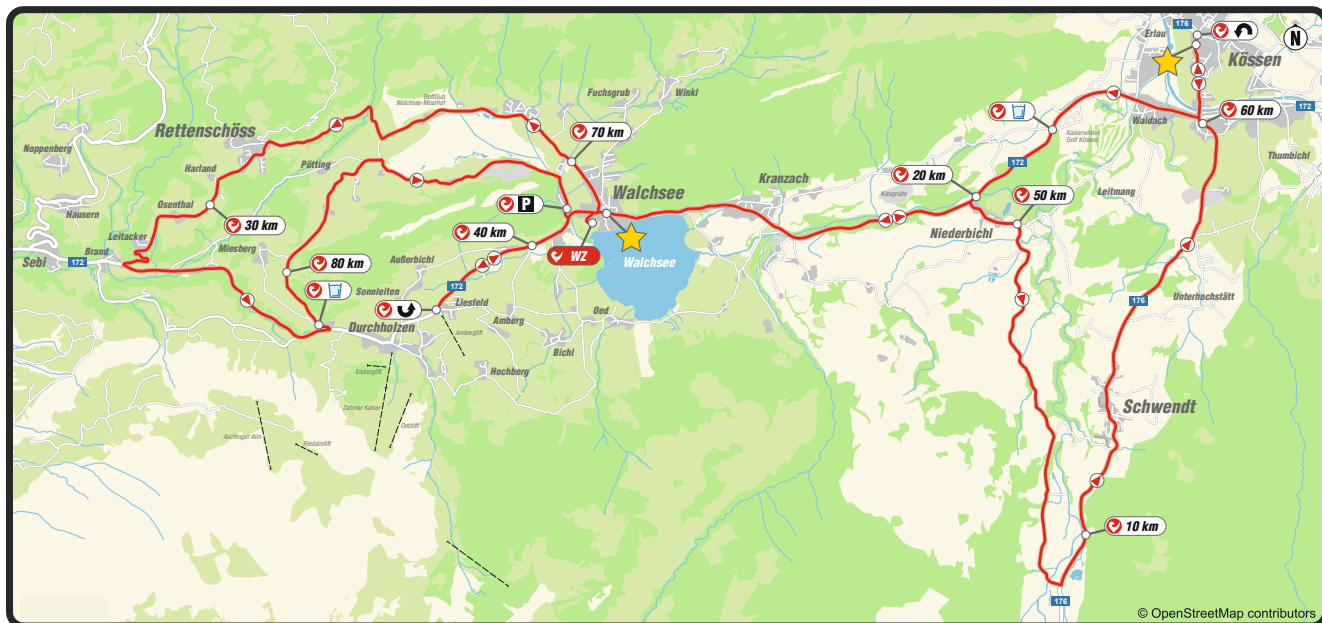 176
Erlau
Kössen
N
GolfClub
Walchsee-Moarhof
Fuchsgrub
Winkl
172
Waidach
60 km
Kaiserwinkl
Golf Kössen
Rettenschöss
70 km
Noppenberg
Harland
Pötting
172
Thumbichl
Walchsee
Kranzach
20 km
Kiesgrube
50 km
Leitmang
Osenthal
P
Hausern
30 km
Niederbichl
Leitacker
40 km
Miesberg
Brand
Sebi
172
Außerbichl
WZ
Walchsee
80 km
172
Sonnleiten
Liesfeld
Oed
176
Unterhochstätt
Durchholzen
Amberg
Amberglift
Bichl
Hochberg
Eisberglift
Zahmer Kaiser
Oetzlift
Schwendt
Aschinger Alm
Riedalmlift
10 km
176
© OpenStreetMap contributors